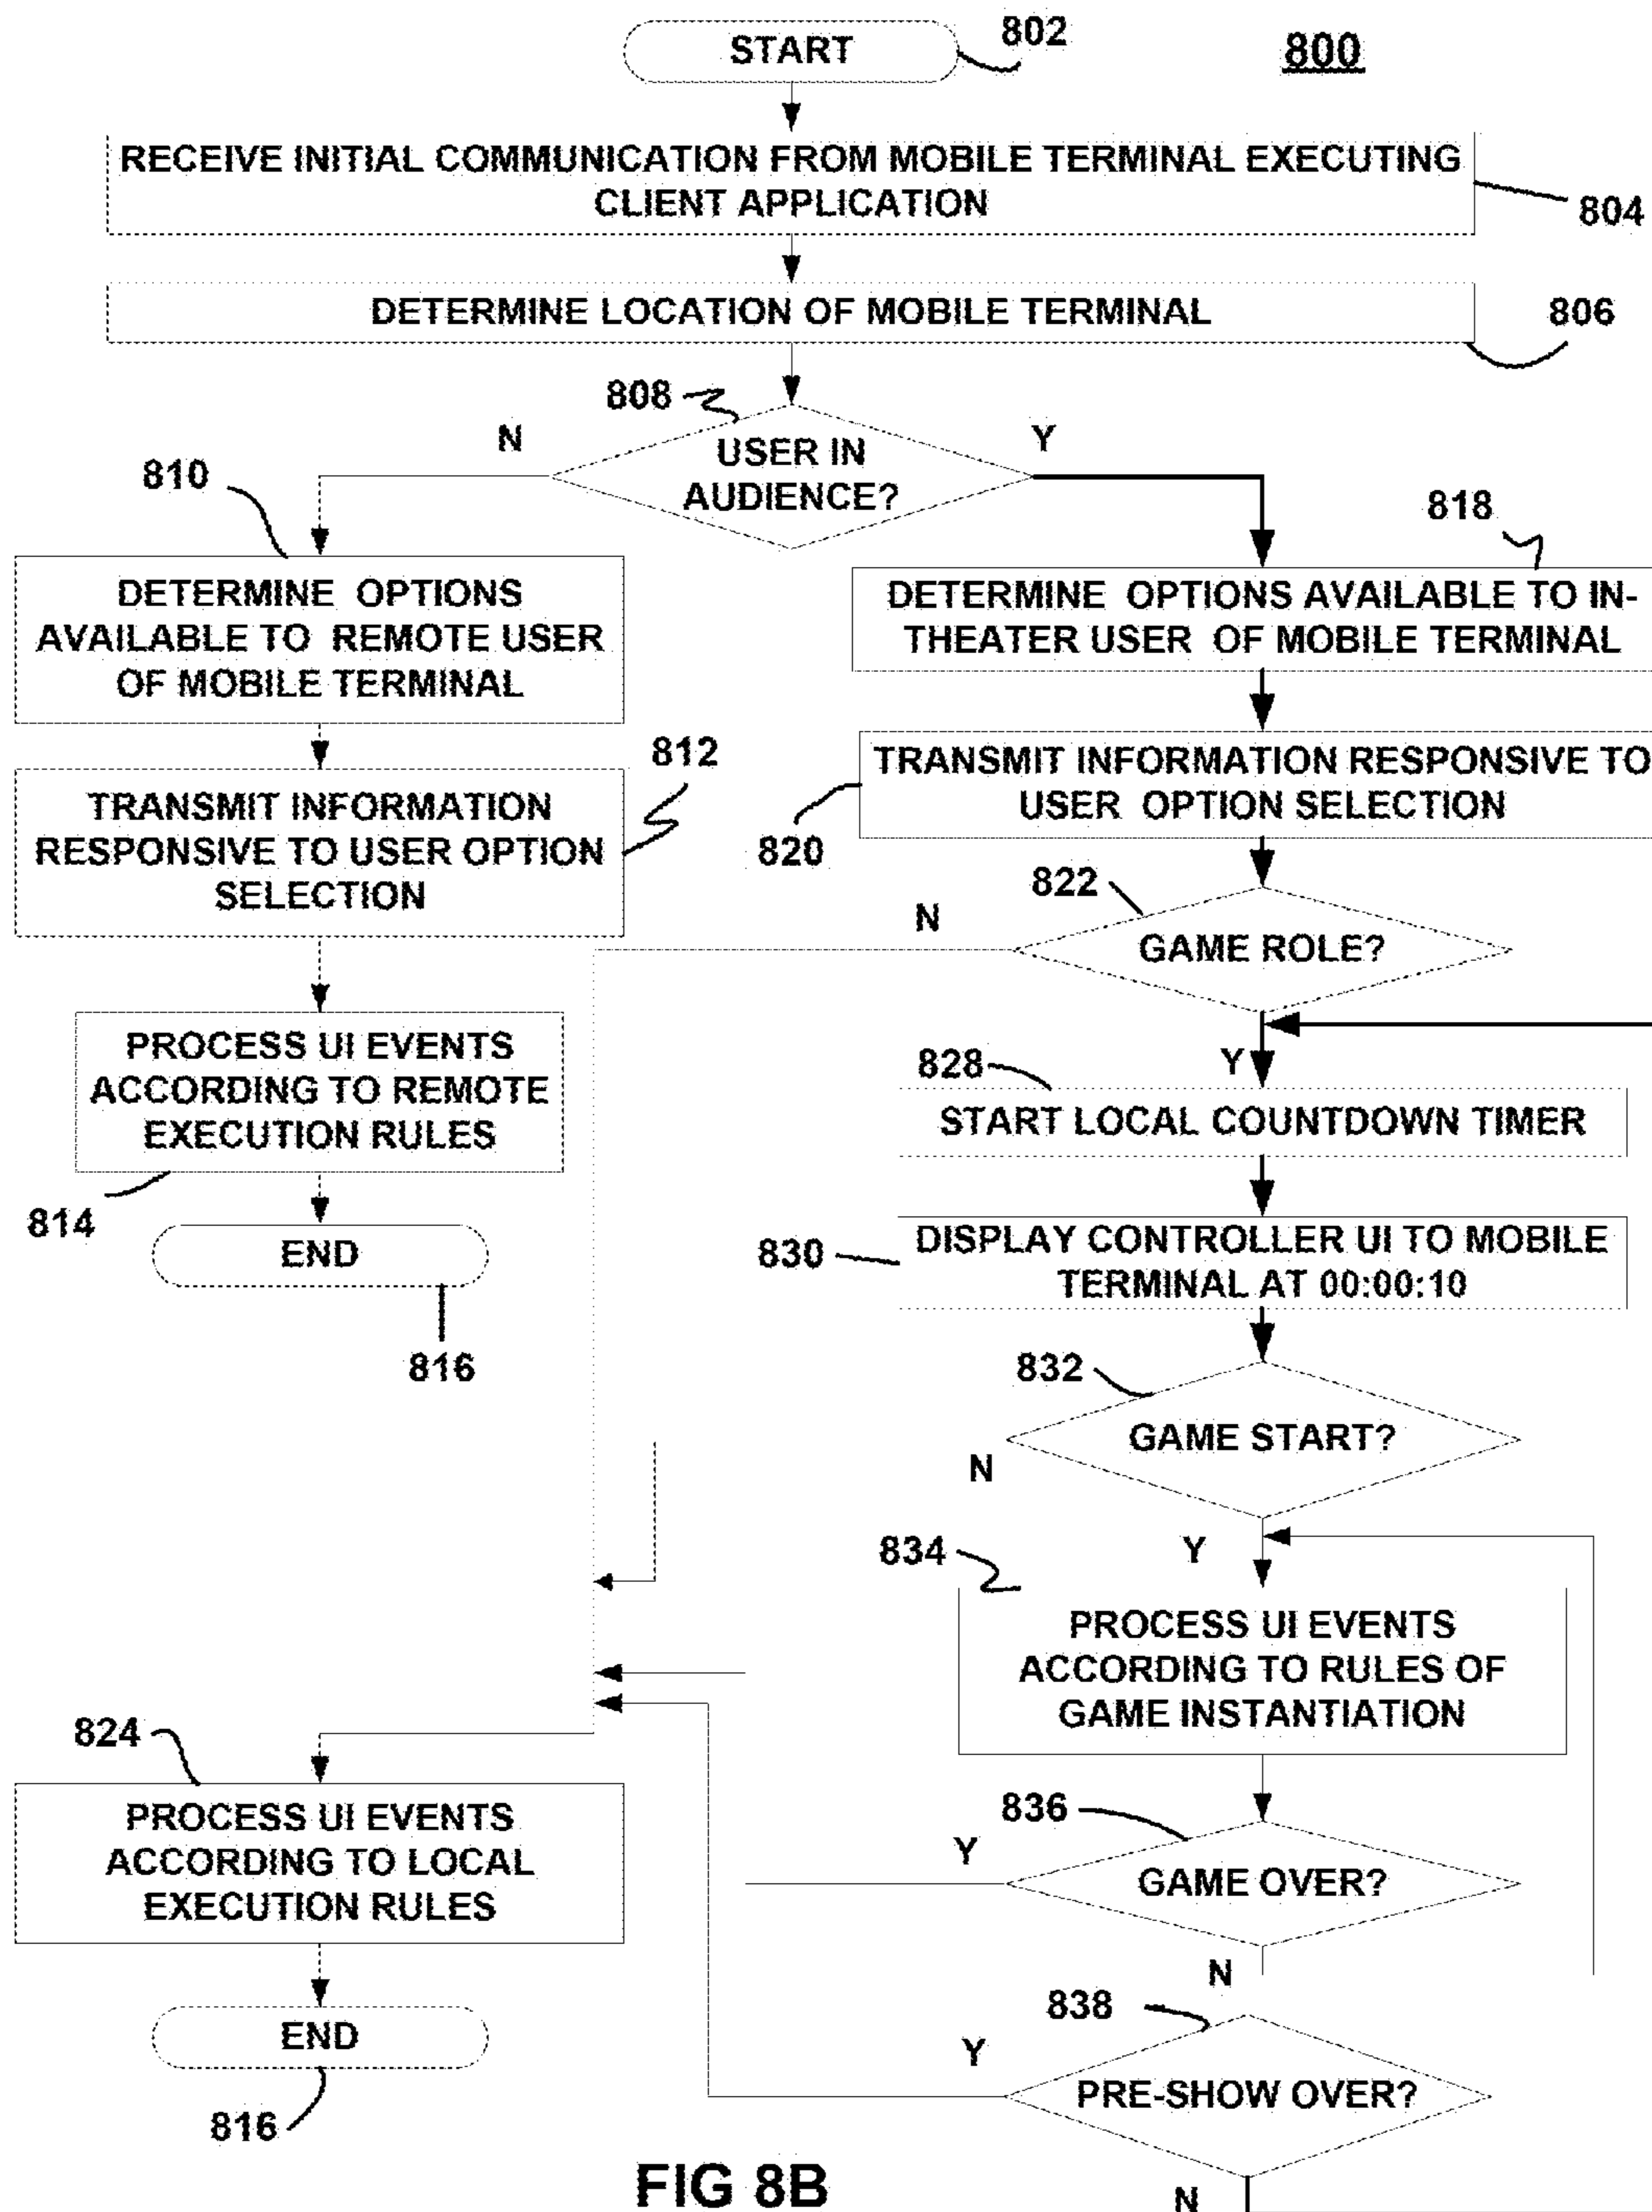 START
802
800
RECEIVE INITIAL COMMUNICATION FROM MOBILE TERMINAL EXECUTING
CLIENT APPLICATION
804
DETERMINE LOCATION OF MOBILE TERMINAL
806
808
N
USER IN
AUDIENCE?
Y
810
DETERMINE OPTIONS
AVAILABLE TO REMOTE USER
OF MOBILE TERMINAL
818
DETERMINE OPTIONS AVAILABLE TO IN-
THEATER USER OF MOBILE TERMINAL
812
TRANSMIT INFORMATION
RESPONSIVE TO USER OPTION
SELECTION
TRANSMIT INFORMATION RESPONSIVE TO
USER OPTION SELECTION
820
822
N
GAME ROLE?
Y
PROCESS UI EVENTS
ACCORDING TO REMOTE
EXECUTION RULES
814
END
816
828
START LOCAL COUNTDOWN TIMER
830
DISPLAY CONTROLLER UI TO MOBILE
TERMINAL AT 00:00:10
832
GAME START?
N
Y
834
PROCESS UI EVENTS
ACCORDING TO RULES OF
GAME INSTANTIATION
824
PROCESS UI EVENTS
ACCORDING TO LOCAL
EXECUTION RULES
END
816
836
Y
GAME OVER?
N
838
Y
PRE-SHOW OVER?
N
FIG 8B